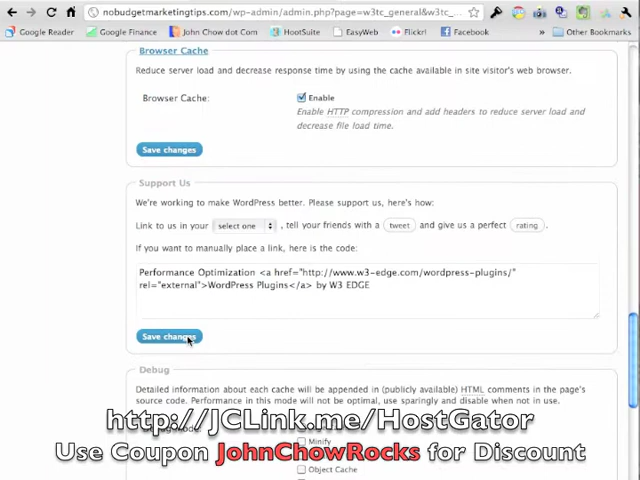 nobudgetmarketingtips.com/wp-admin/admin.php?page=w3tc_general&w3tc_...
Google Reader Google Finance John Chow dot Com HootSuite EasyWeb Flickr! Facebook Other Bookmarks
Browser Cache
Reduce server load and decrease response time by using the cache available in site visitor's web browser.
Browser Cache: Enable
Enable HTTP compression and add headers to reduce server load and
decrease file load time.
Save changes
Support Us
We're working to make WordPress better. Please support us, here's how:
Link to us in your select one , tell your friends with a tweet and give us a perfect rating .
If you want to manually place a link, here is the code:
Performance Optimization <a href="http://www.w3-edge.com/wordpress-plugins/"
rel="external">WordPress Plugins</a> by W3 EDGE
Save changes
Debug
Detailed information about each cache will be appended in (publicly available) HTML comments in the page's
source code. Performance in this mode will not be optimal, use sparingly and disable when not in use.
http://JCLink.me/HostGator
Minify
Use Coupon JohnChowRocks for Discount
Object Cache